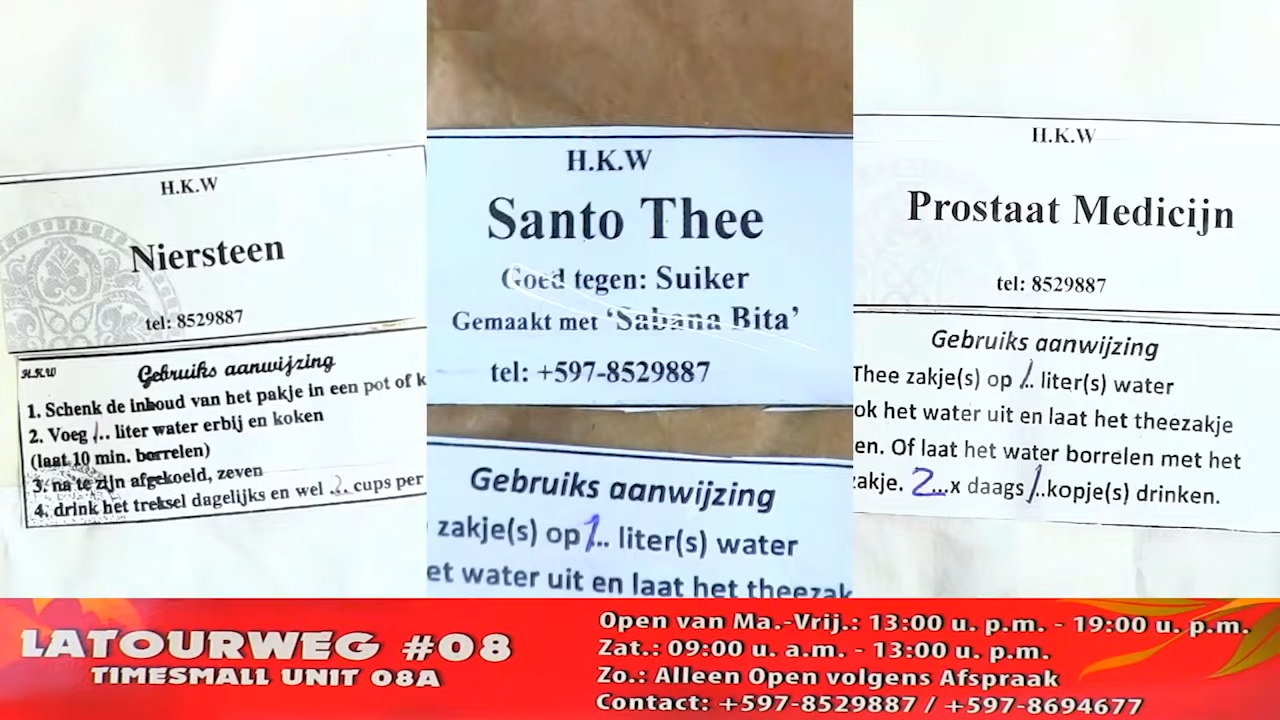 H.K.W
Niersteen
tel: 8529887
HKW
Gebruiks aanwijzing
1. Schenk de inhoud van het pakje in een pot of k
2. Voeg 1.. liter water erbij en koken
(laat 10 min. borrelen)
3. na te zijn afgekoeld, zeven
4. drink het treksel dagelijks en wel .2. cups per
H.K.W
Santo Thee
Goed tegen: Suiker
Gemaakt met ‘Sabana Bita’
tel: +597-8529887
Gebruiks aanwijzing
zakje(s) op 1.. liter(s) water
et water uit en laat het theezak
H.K.W
Prostaat Medicijn
tel: 8529887
Gebruiks aanwijzing
Thee zakje(s) op 1.. liter(s) water
ok het water uit en laat het theezakje
en. Of laat het water borrelen met het
zakje. 2...x daags 1..kopje(s) drinken.
LATOURWEG #08
TIMESMALL UNIT 08A
Open van Ma.-Vrij.: 13:00 u. p.m. - 19:00 u. p.m.
Zat.: 09:00 u. a.m. - 13:00 u. p.m.
Zo.: Alleen Open volgens Afspraak
Contact: +597-8529887 / +597-8694677